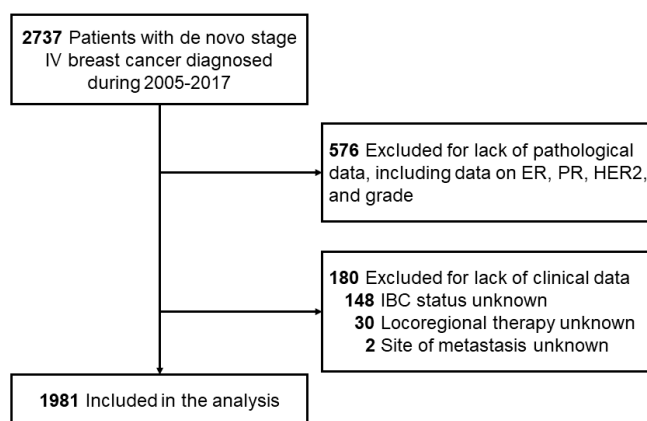 2737 Patients with de novo stage
IV breast cancer diagnosed
during 2005-2017
576 Excluded for lack of pathological
data, including data on ER, PR, HER2,
and grade
180 Excluded for lack of clinical data
148 IBC status unknown
30 Locoregional therapy unknown
2 Site of metastasis unknown
1981 Included in the analysis